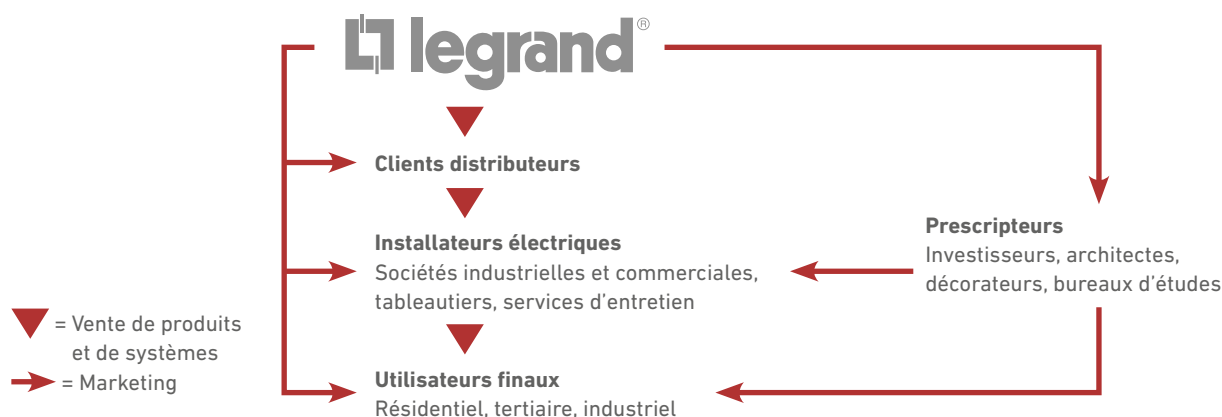 legrand®
Clients distributeurs
Installateurs électriques
Sociétés industrielles et commerciales,
tableautiers, services d'entretien
Prescripteurs
Investisseurs, architectes,
décorateurs, bureaux d'études
Utilisateurs finaux
Résidentiel, tertiaire, industriel
= Vente de produits
et de systèmes
= Marketing